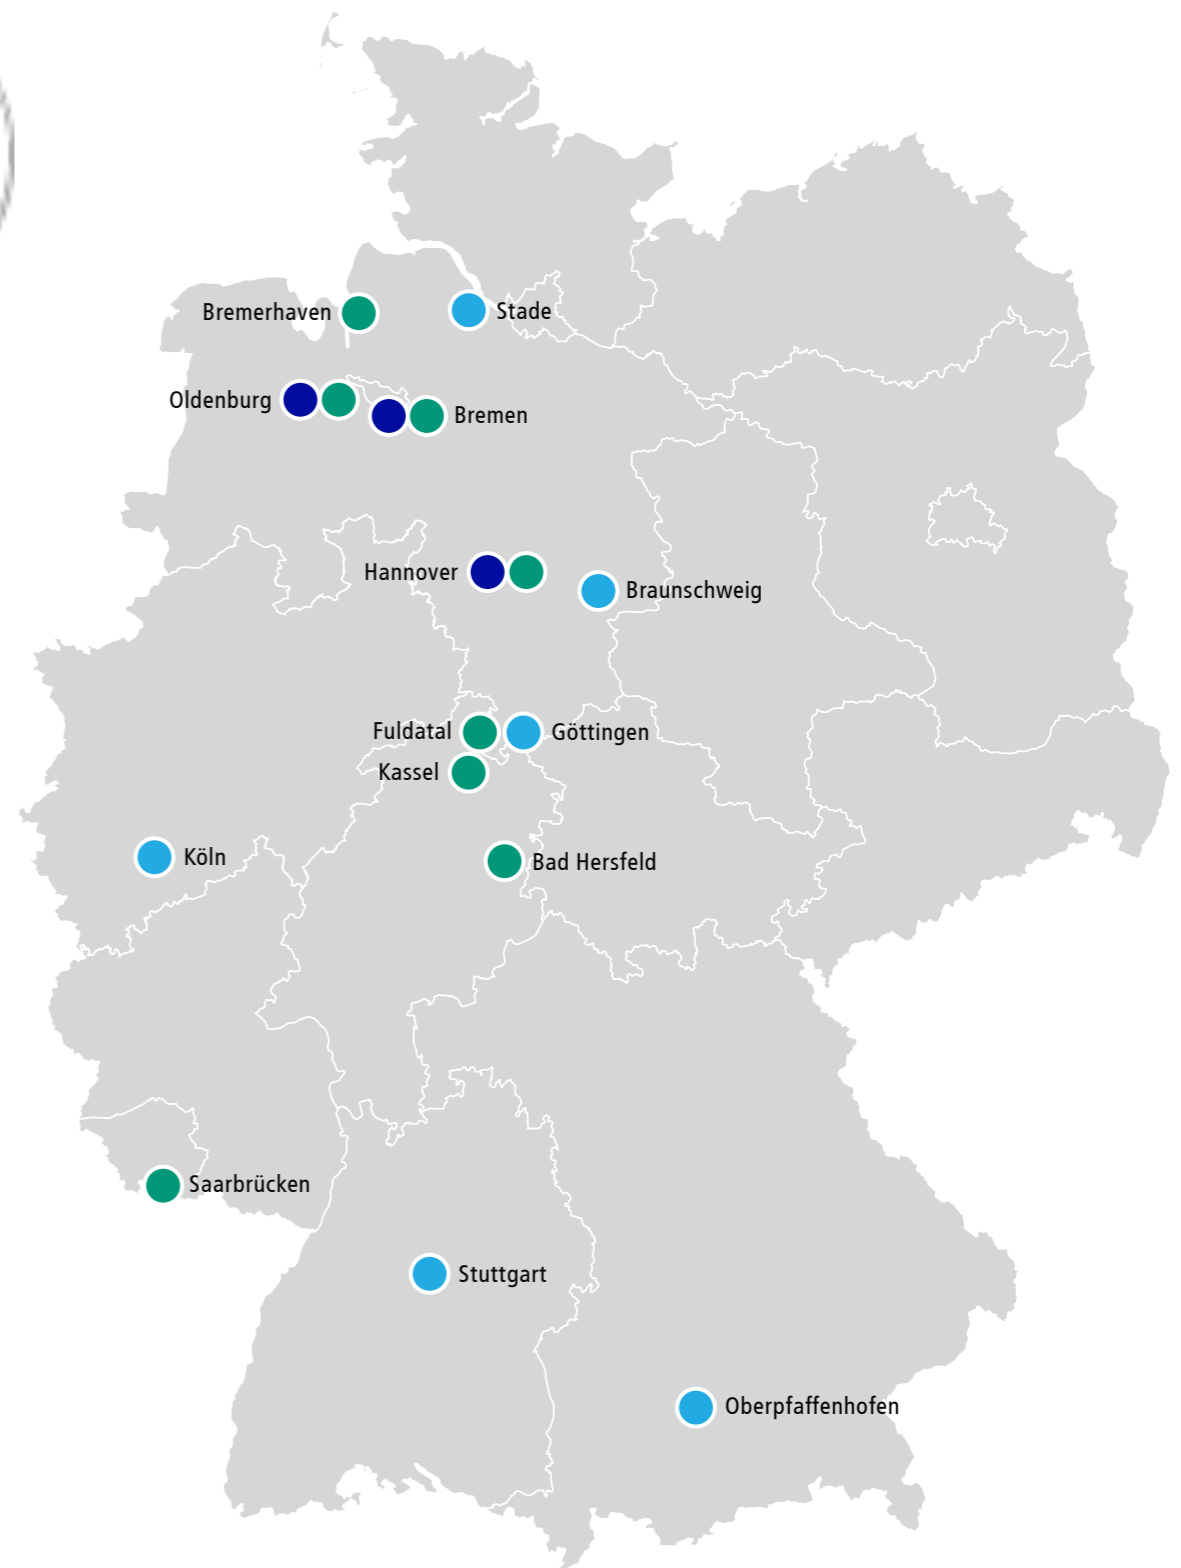 Bremerhaven
Stade
Oldenburg
Bremen
Hannover
Braunschweig
Fuldatal
Göttingen
Kassel
Köln
Bad Hersfeld
Saarbrücken
Stuttgart
Oberpfaffenhofen